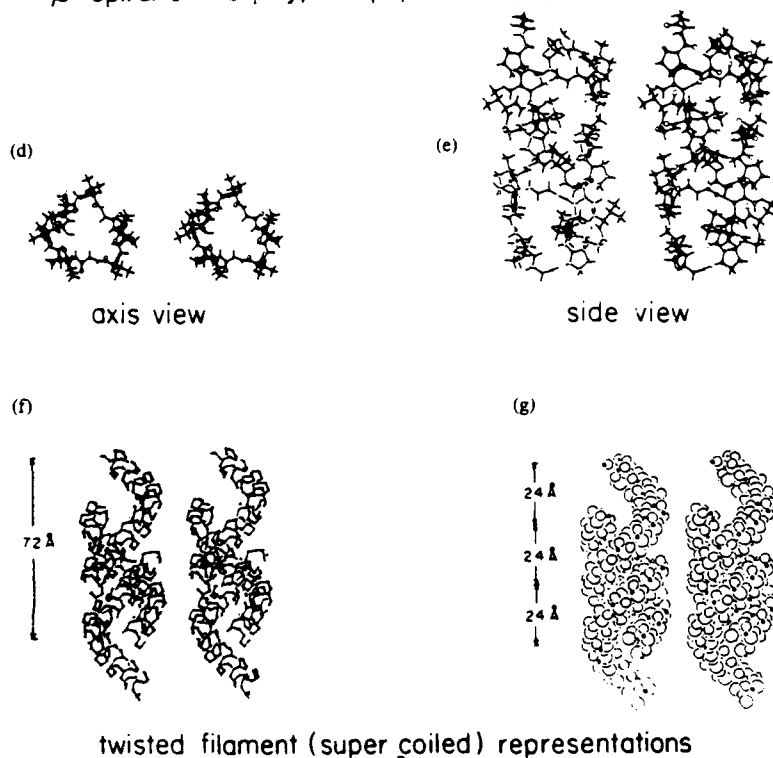 (d)
(e)
axis view
side view
(f)
(g)
72 Å
24 Å
24 Å
24 Å
twisted filament (super coiled) representations